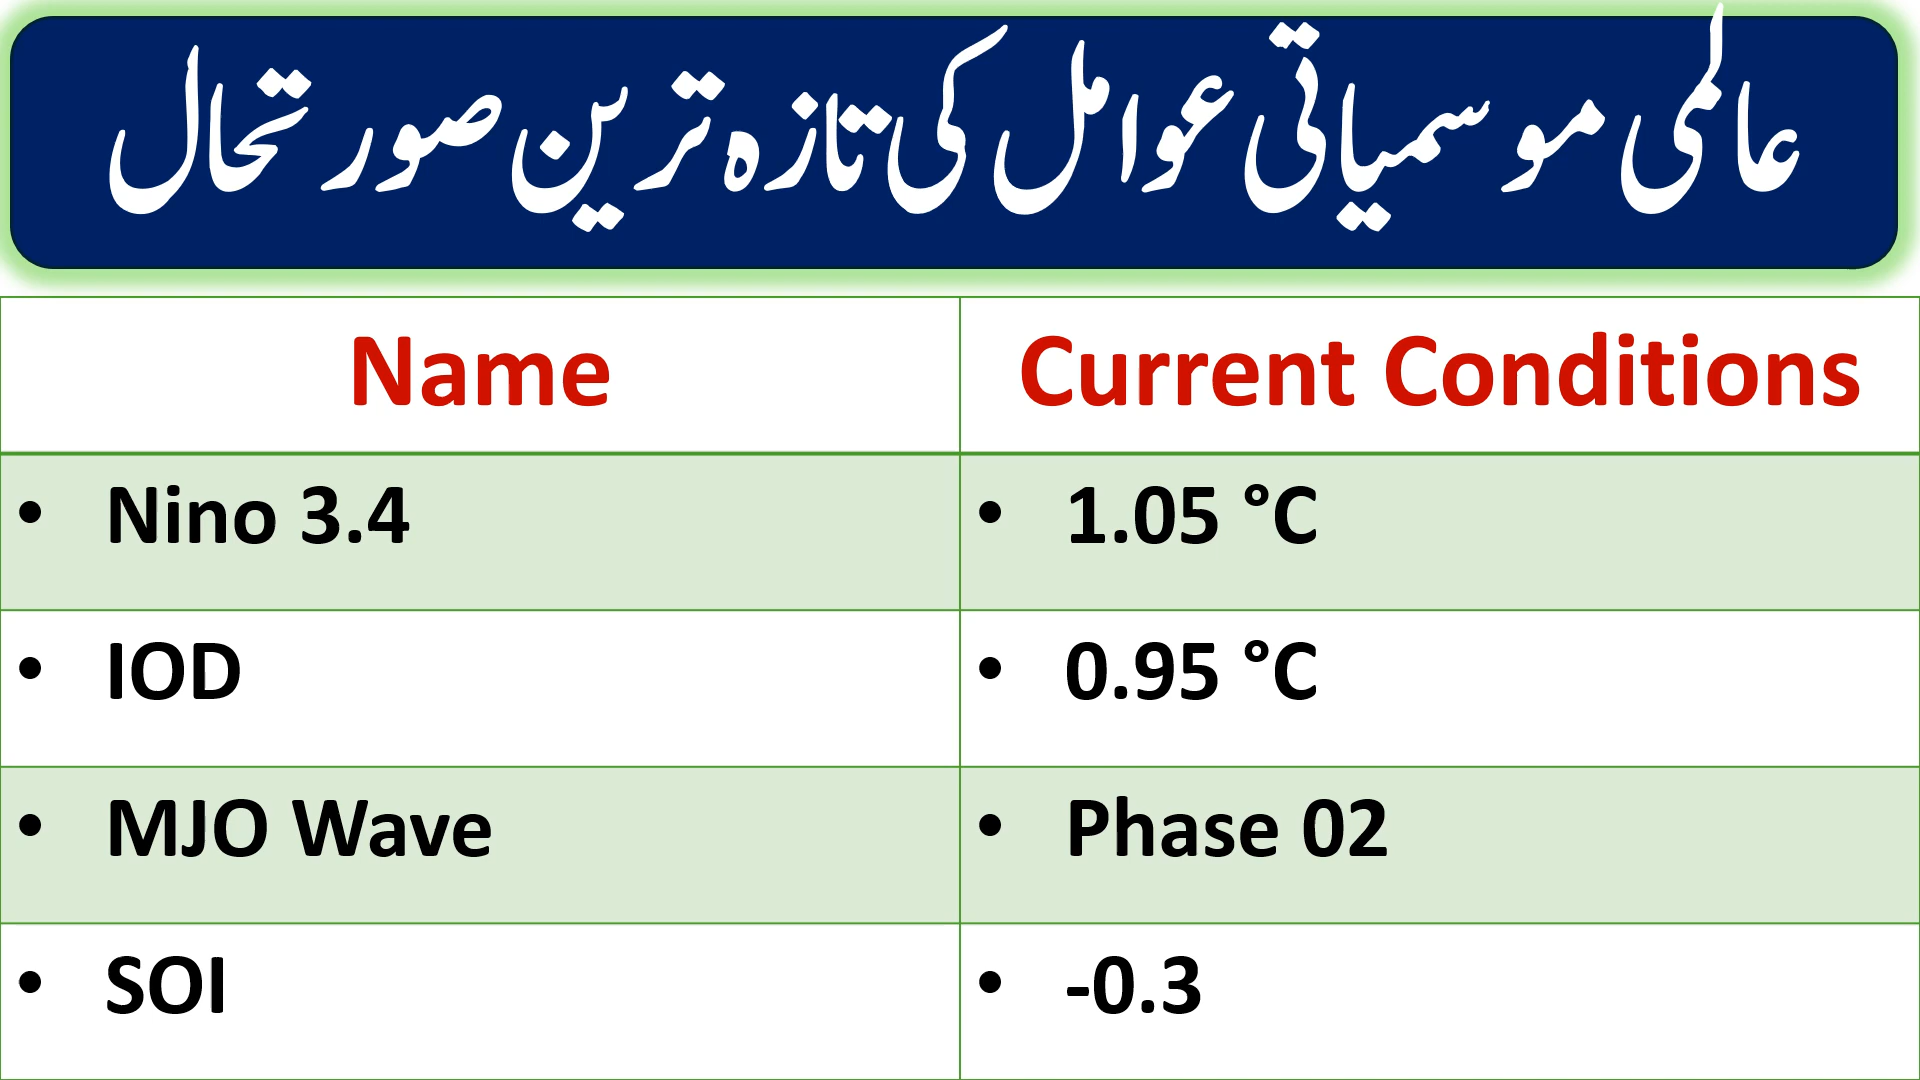 عالمی موسمیاتی عوامل کی تازہ ترین صورتحال
Name Current Conditions
• Nino 3.4 • 1.05 °C
• IOD • 0.95 °C
• MJO Wave • Phase 02
• SOI • -0.3